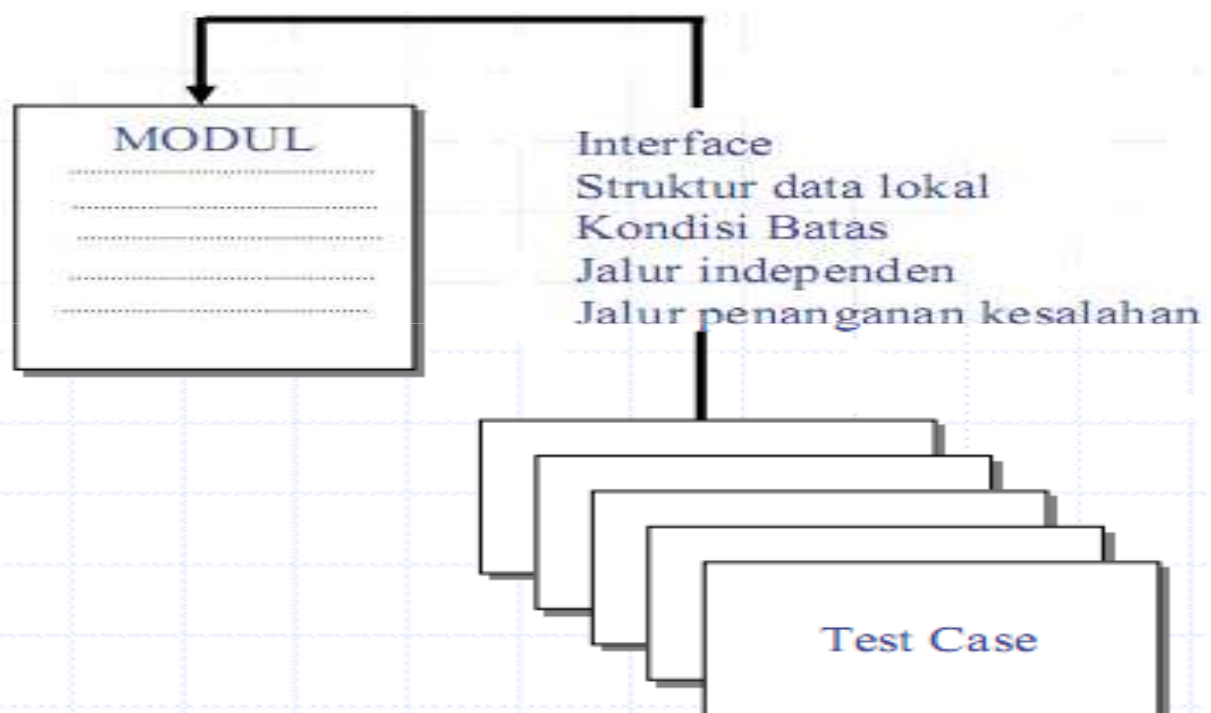 MODUL
Interface
Struktur data lokal
Kondisi Batas
Jalur independen
Jalur penanganan kesalahan
Test Case